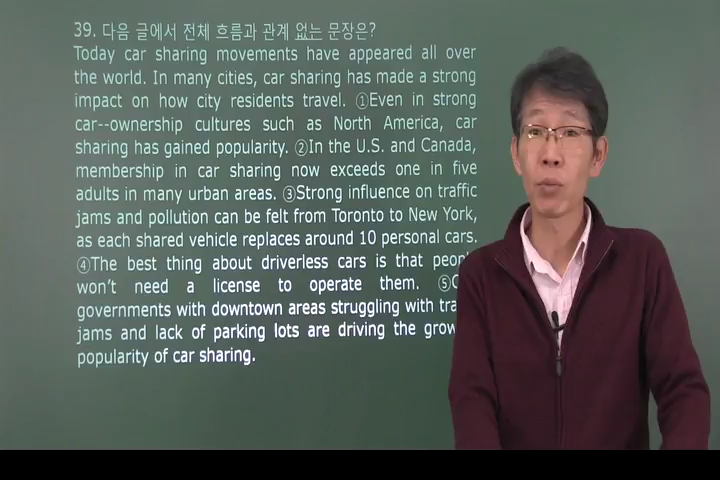 39. 다음 글에서 전체 흐름과 관계 없는 문장은?
Today car sharing movements have appeared all over
the world. In many cities, car sharing has made a strong
impact on how city residents travel. ①Even in strong
car--ownership cultures such as North America, car
sharing has gained popularity. ②In the U.S. and Canada,
membership in car sharing now exceeds one in five
adults in many urban areas. ③Strong influence on traffic
jams and pollution can be felt from Toronto to New York,
as each shared vehicle replaces around 10 personal cars.
④The best thing about driverless cars is that
won't need a license to operate them. ⑤
governments with downtown areas struggling with
jams and lack of parking lots are driving the
popularity of car sharing.